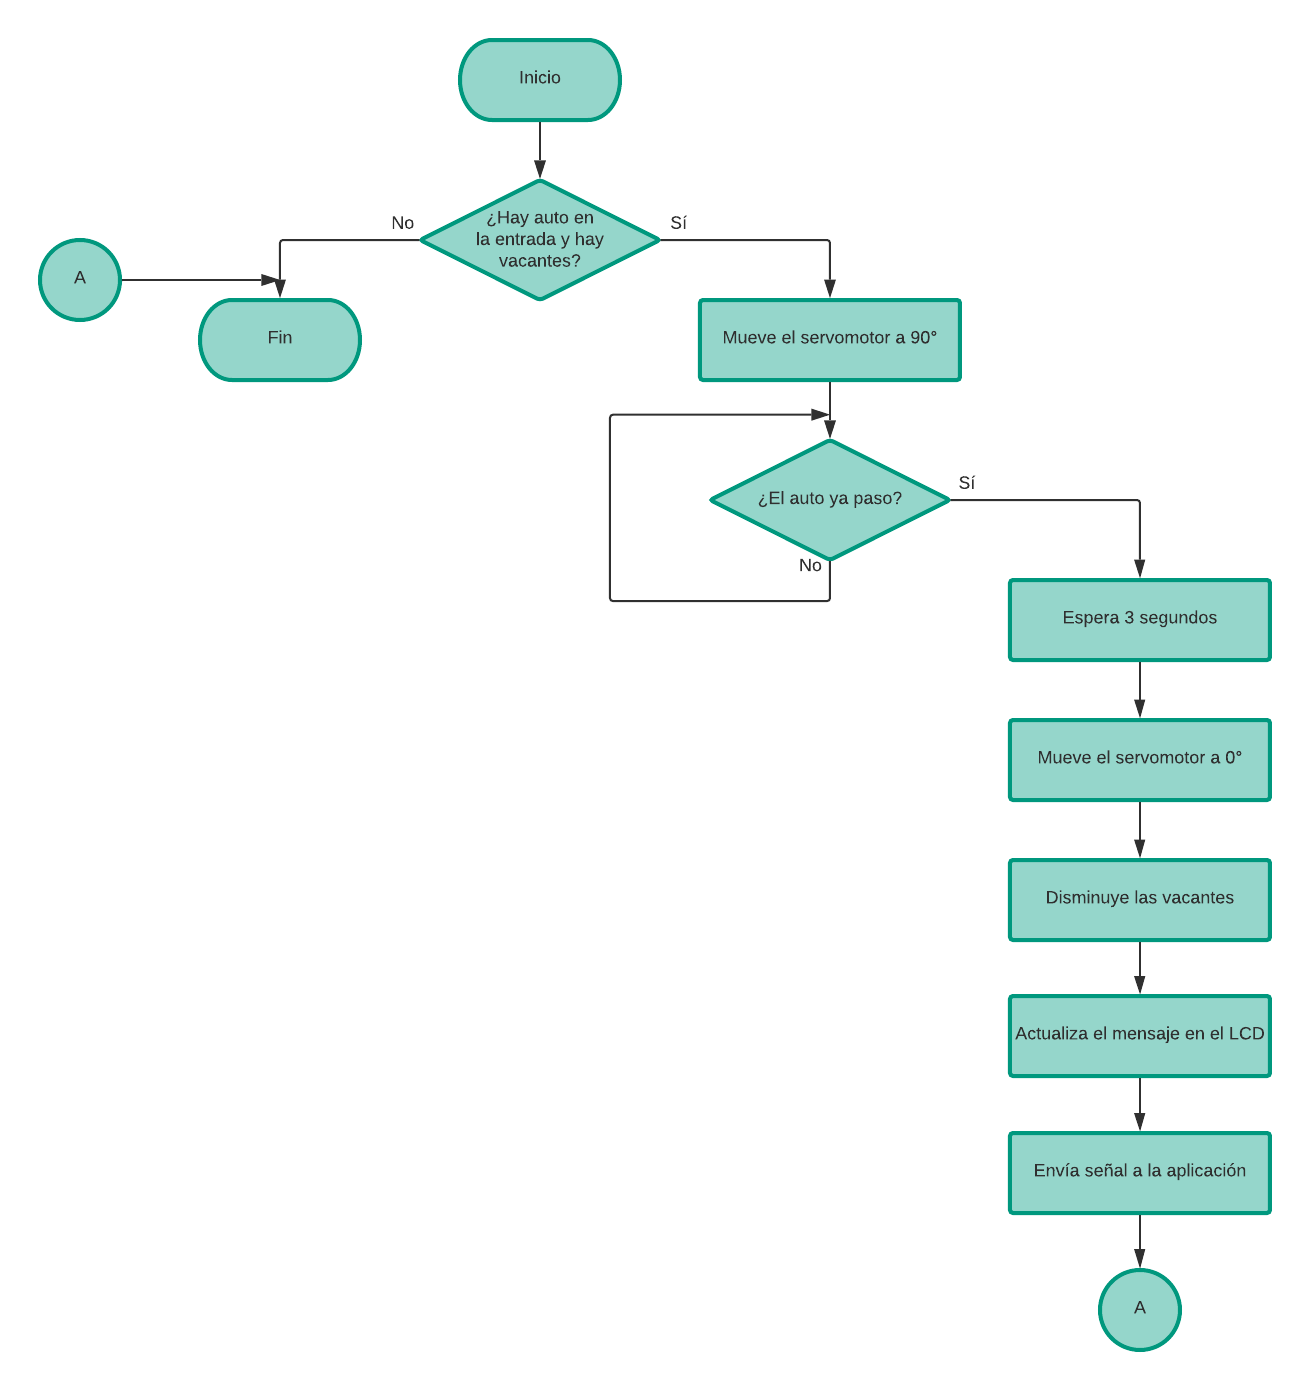 Inicio
No
¿Hay auto en
la entrada y hay
vacantes?
Sí
A
Fin
Mueve el servomotor a 90°
¿El auto ya paso?
Sí
No
Espera 3 segundos
Mueve el servomotor a 0°
Disminuye las vacantes
Actualiza el mensaje en el LCD
Envía señal a la aplicación
A